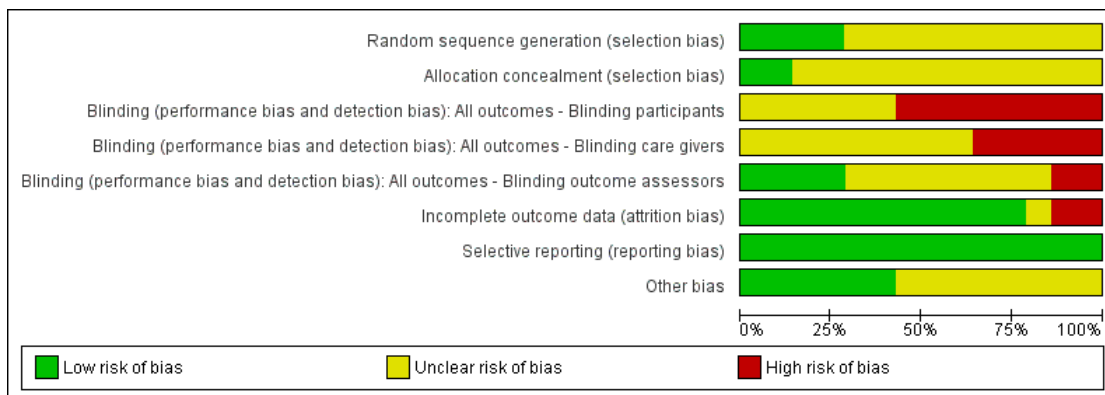 Random sequence generation (selection bias)
Allocation concealment (selection bias)
Blinding (performance bias and detection bias): All outcomes - Blinding participants
Blinding (performance bias and detection bias): All outcomes - Blinding care givers
Blinding (performance bias and detection bias): All outcomes - Blinding outcome assessors
Incomplete outcome data (attrition bias)
Selective reporting (reporting bias)
Other bias
0% 25% 50% 75% 100%
Low risk of bias Unclear risk of bias High risk of bias